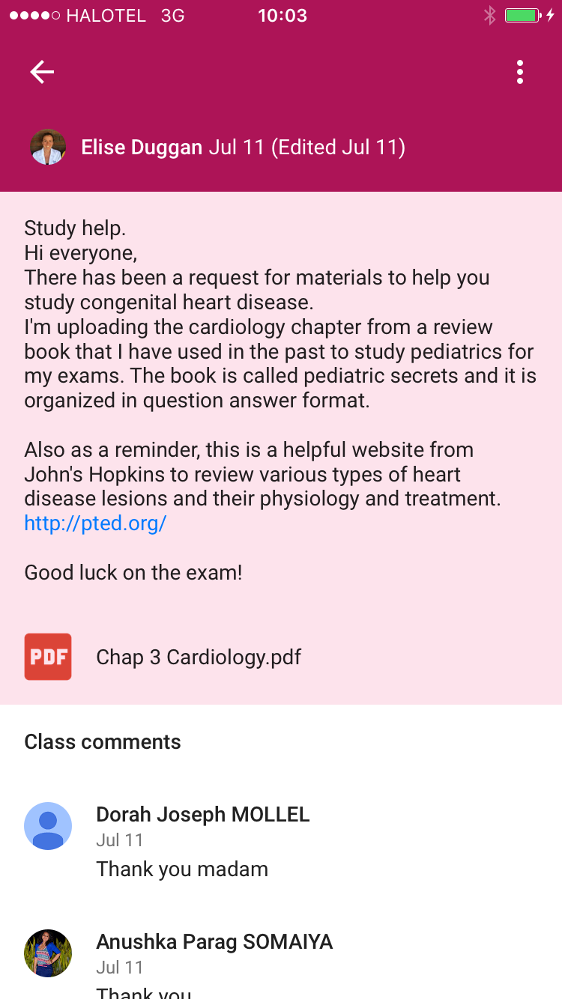 HALOTEL 3G 10:03
Elise Duggan Jul 11 (Edited Jul 11)
Study help.
Hi everyone,
There has been a request for materials to help you
study congenital heart disease.
I'm uploading the cardiology chapter from a review
book that I have used in the past to study pediatrics for
my exams. The book is called pediatric secrets and it is
organized in question answer format.
Also as a reminder, this is a helpful website from
John's Hopkins to review various types of heart
disease lesions and their physiology and treatment.
http://pted.org/
Good luck on the exam!
PDF Chap 3 Cardiology.pdf
Class comments
Dorah Joseph MOLLEL
Jul 11
Thank you madam
Anushka Parag SOMAIYA
Jul 11
Thank you